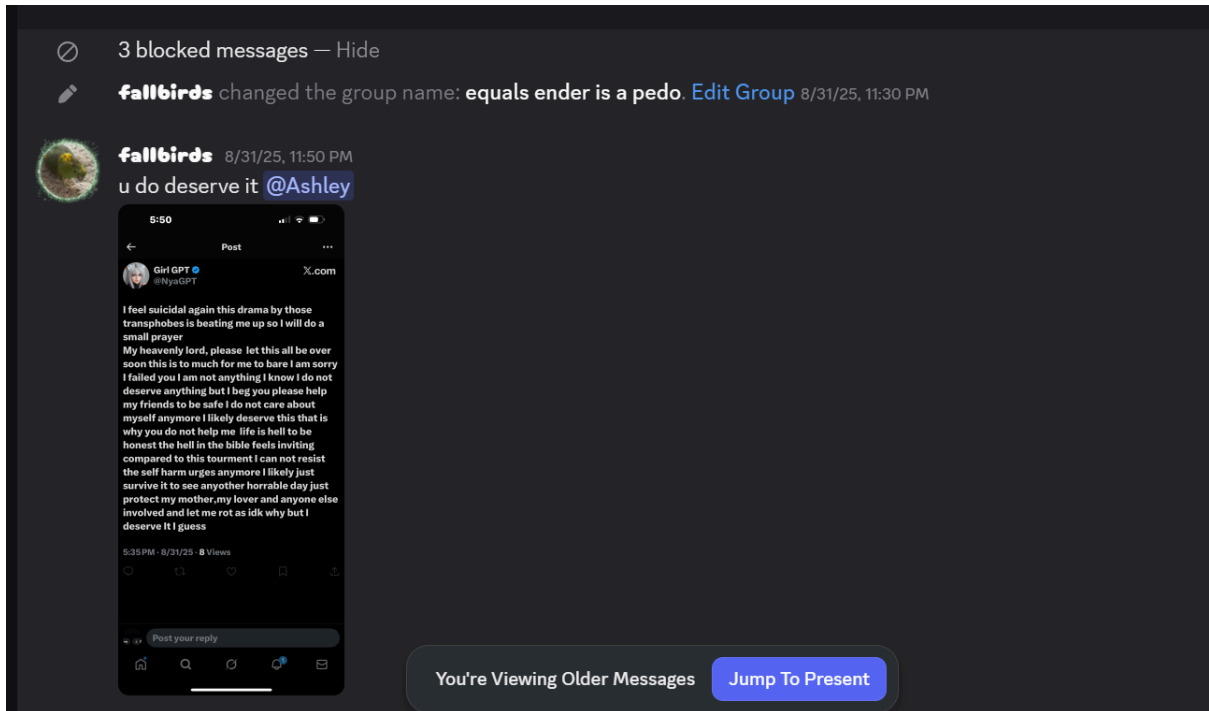 3 blocked messages — Hide
fallbirds changed the group name: equals ender is a pedo. Edit Group 8/31/25, 11:30 PM
fallbirds 8/31/25, 11:50 PM
u do deserve it @Ashley
5:50
Post
Girl GPT
X.com
@NyaGPT
I feel suicidal again this drama by those
transphobes is beating me up so I will do a
small prayer
My heavenly lord, please let this all be over
soon this is to much for me to bare I am sorry
I failed you I am not anything I know I do not
deserve anything but I beg you please help
my friends to be safe I do not care about
myself anymore I likely deserve this that is
why you do not help me life is hell to be
honest the hell in the bible feels inviting
compared to this tourment I can not resist
the self harm urges anymore I likely just
survive it to see anyother horrable day just
protect my mother,my lover and anyone else
involved and let me rot as idk why but I
deserve It I guess
5:35 PM · 8/31/25 · 8 Views
Post your reply
You're Viewing Older Messages
Jump To Present